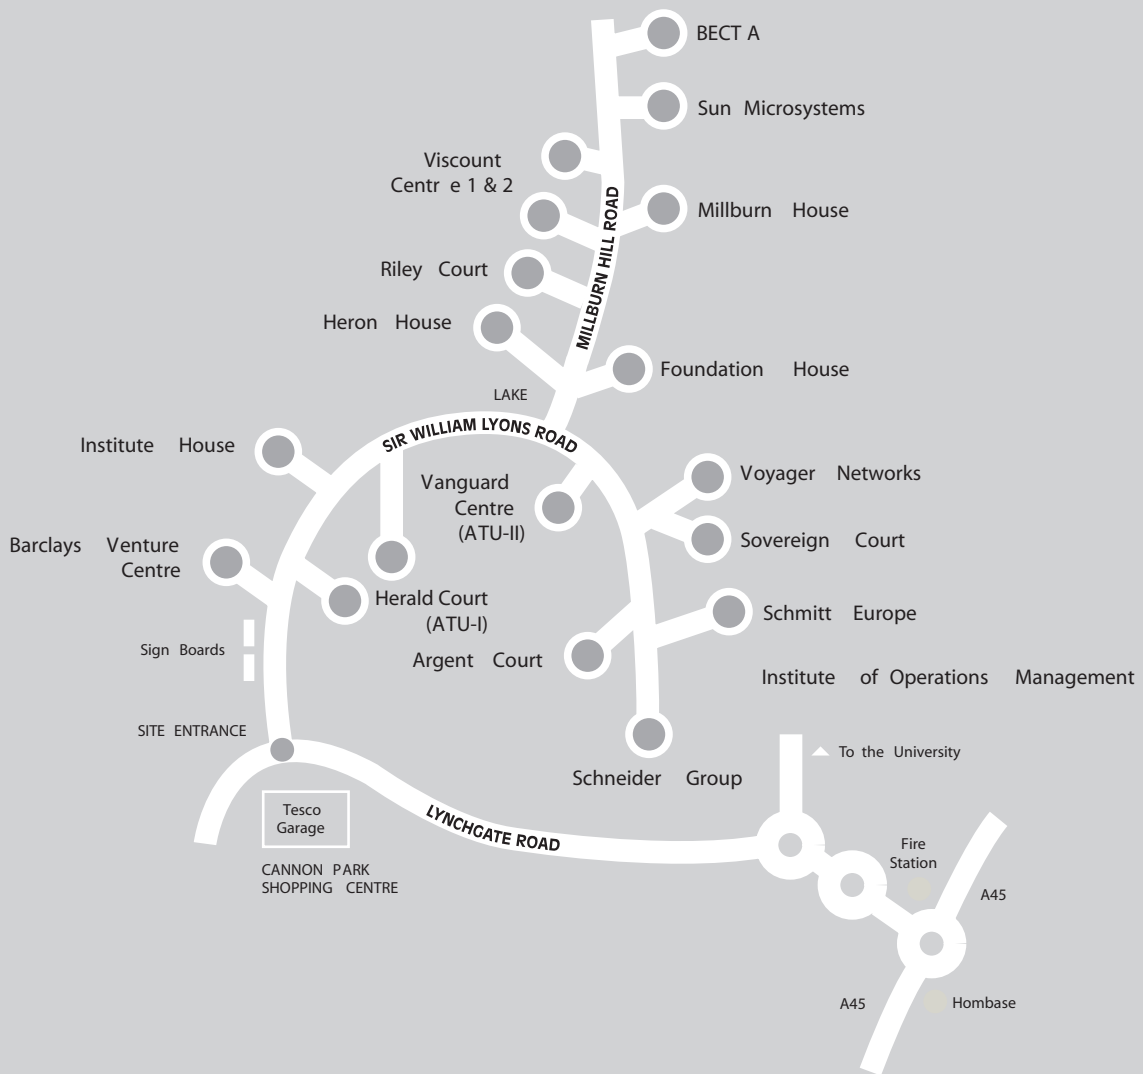 BECT A
Sun Microsystems
Viscount
Centr e 1 & 2
MILLBURN HILL ROAD
Millburn House
Riley Court
Heron House
Foundation House
LAKE
SIR WILLIAM LYONS ROAD
Institute House
Vanguard
Centre
(ATU-II)
Voyager Networks
Sovereign Court
Barclays Venture
Centre
Herald Court
(ATU-I)
Schmitt Europe
Sign Boards
Argent Court
Institute of Operations Management
SITE ENTRANCE
To the University
Schneider Group
Tesco
Garage
LYNCHGATE ROAD
CANNON PARK
SHOPPING CENTRE
Fire
Station
A45
A45
Hombase